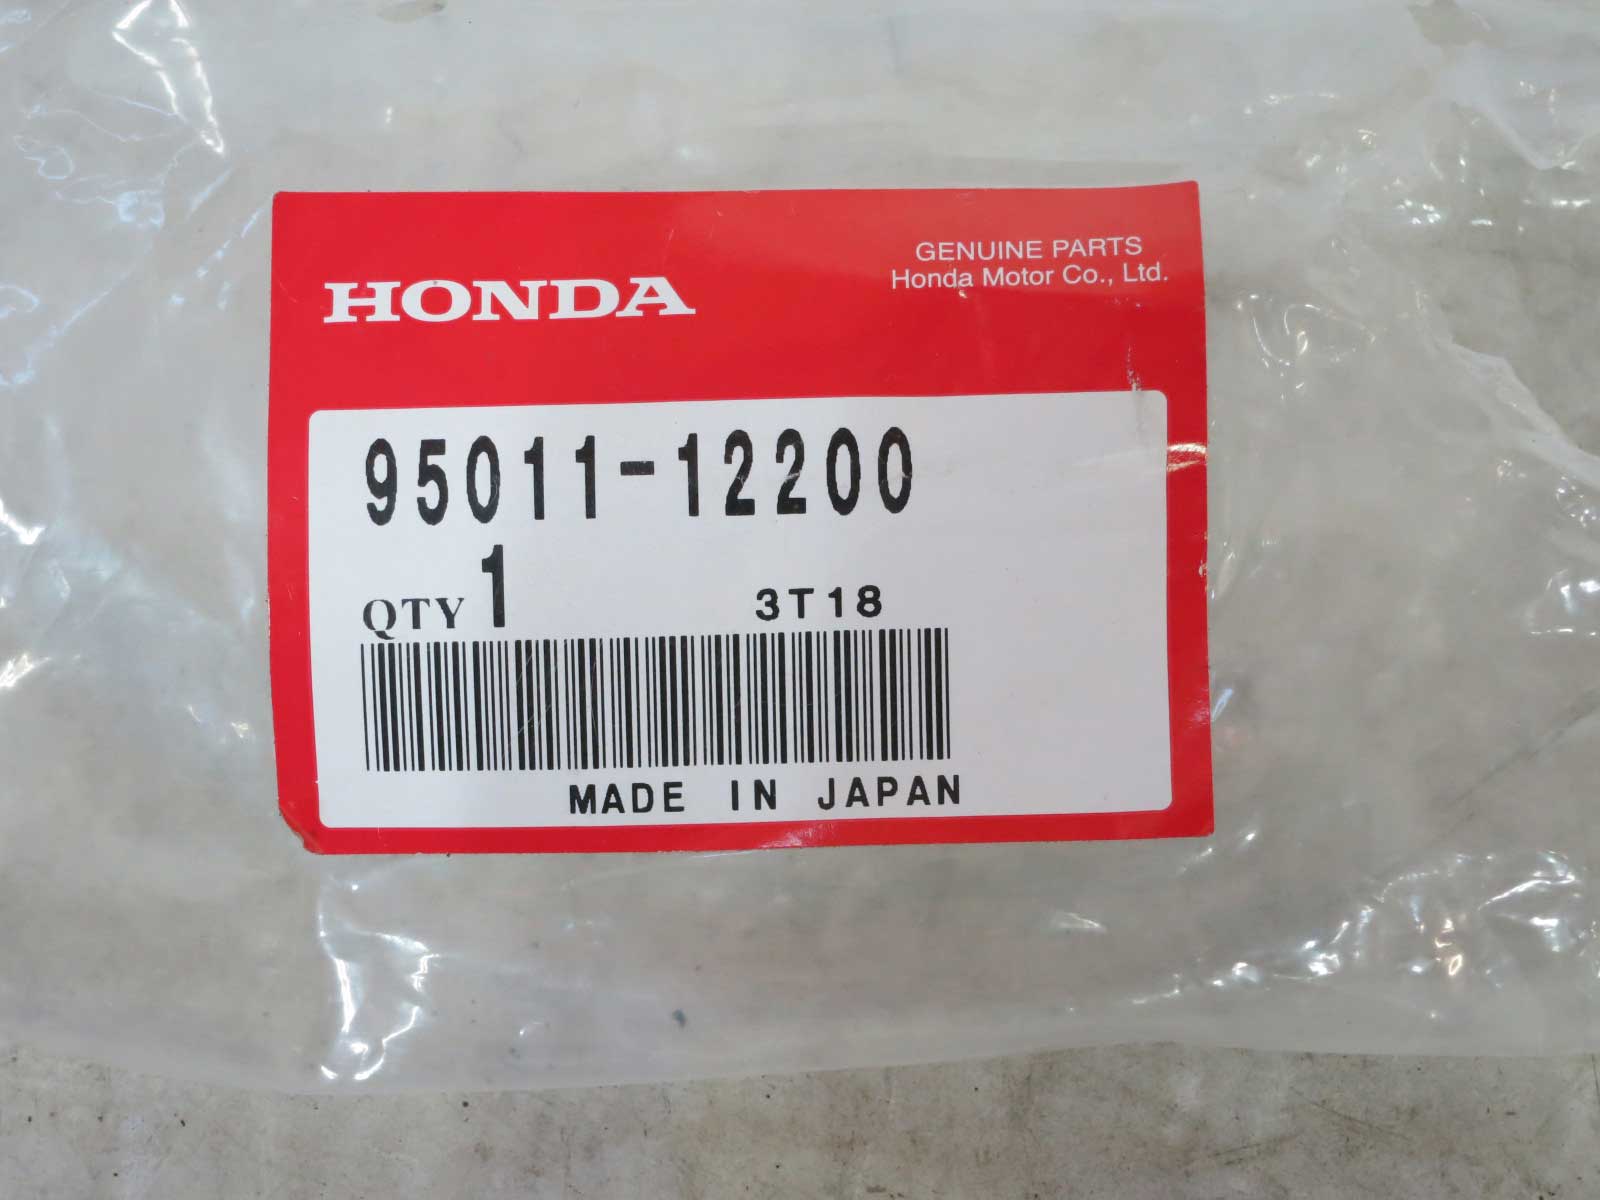 HONDA
GENUINE PARTS
Honda Motor Co., Ltd.
95011-12200
QTY 1 3T18
MADE IN JAPAN